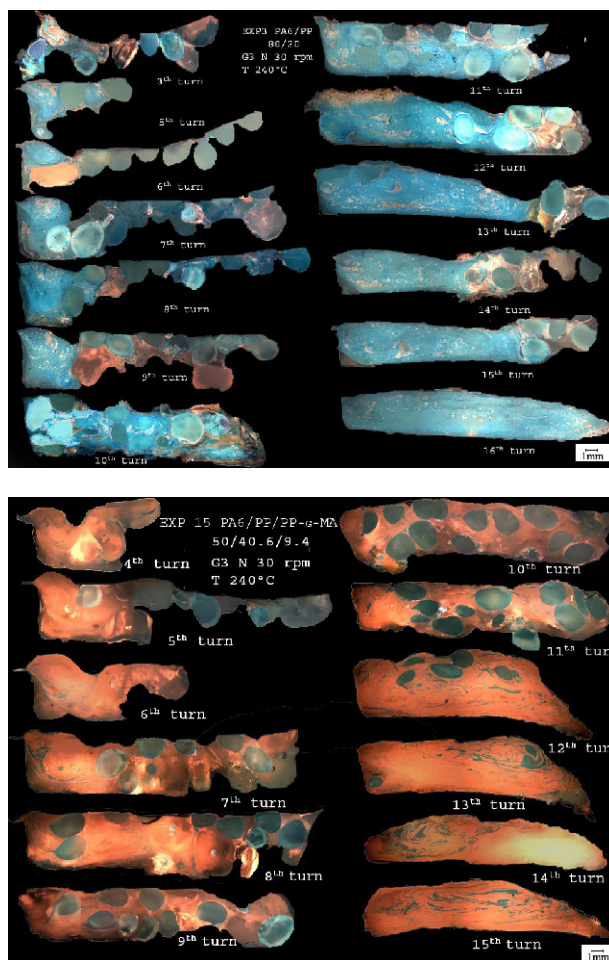 EXP3 PA6/PP
80/20
G3 N 30 rpm
T 240°C
3th turn
5th turn
6th turn
7th turn
8th turn
9th turn
10th turn
11th turn
12th turn
13th turn
14th turn
15th turn
16th turn
1mm
EXP 15 PA6/PP/PP-G-MA
50/40.6/9.4
G3 N 30 rpm
T 240°C
4th turn
5th turn
6th turn
7th turn
8th turn
9th turn
10th turn
11th tur
12th tur
13th turn
14th turn
15th turn
1mm